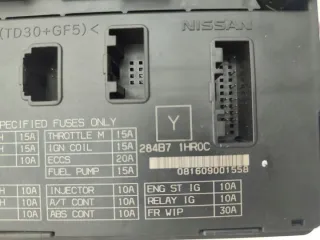 (TD30+GF5)<
NISSAN
SPECIFIED FUSES ONLY
Y
H 15A THROTTLE M 15A
15A IGN COIL 15A
15A ECCS 20A
FUEL PUMP 15A
284B7 1HR0C
081609001558
H 10A INJECTOR 10A
H 10A A/T CONT 10A
10A ABS CONT 10A
ENG ST IG 10A
RELAY IG 10A
FR WIP 30A